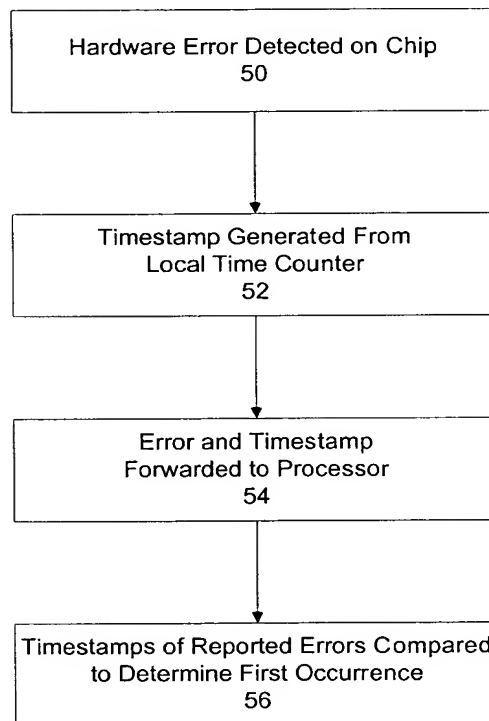 Hardware Error Detected on Chip
50
Timestamp Generated From
Local Time Counter
52
Error and Timestamp
Forwarded to Processor
54
Timestamps of Reported Errors Compared
to Determine First Occurrence
56